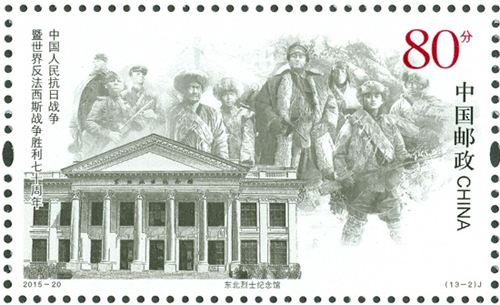 中国人民抗日战争
暨世界反法西斯战争胜利七十周年
80分
中国邮政
CHINA
2015-20
东北烈士纪念馆
(13-2)J